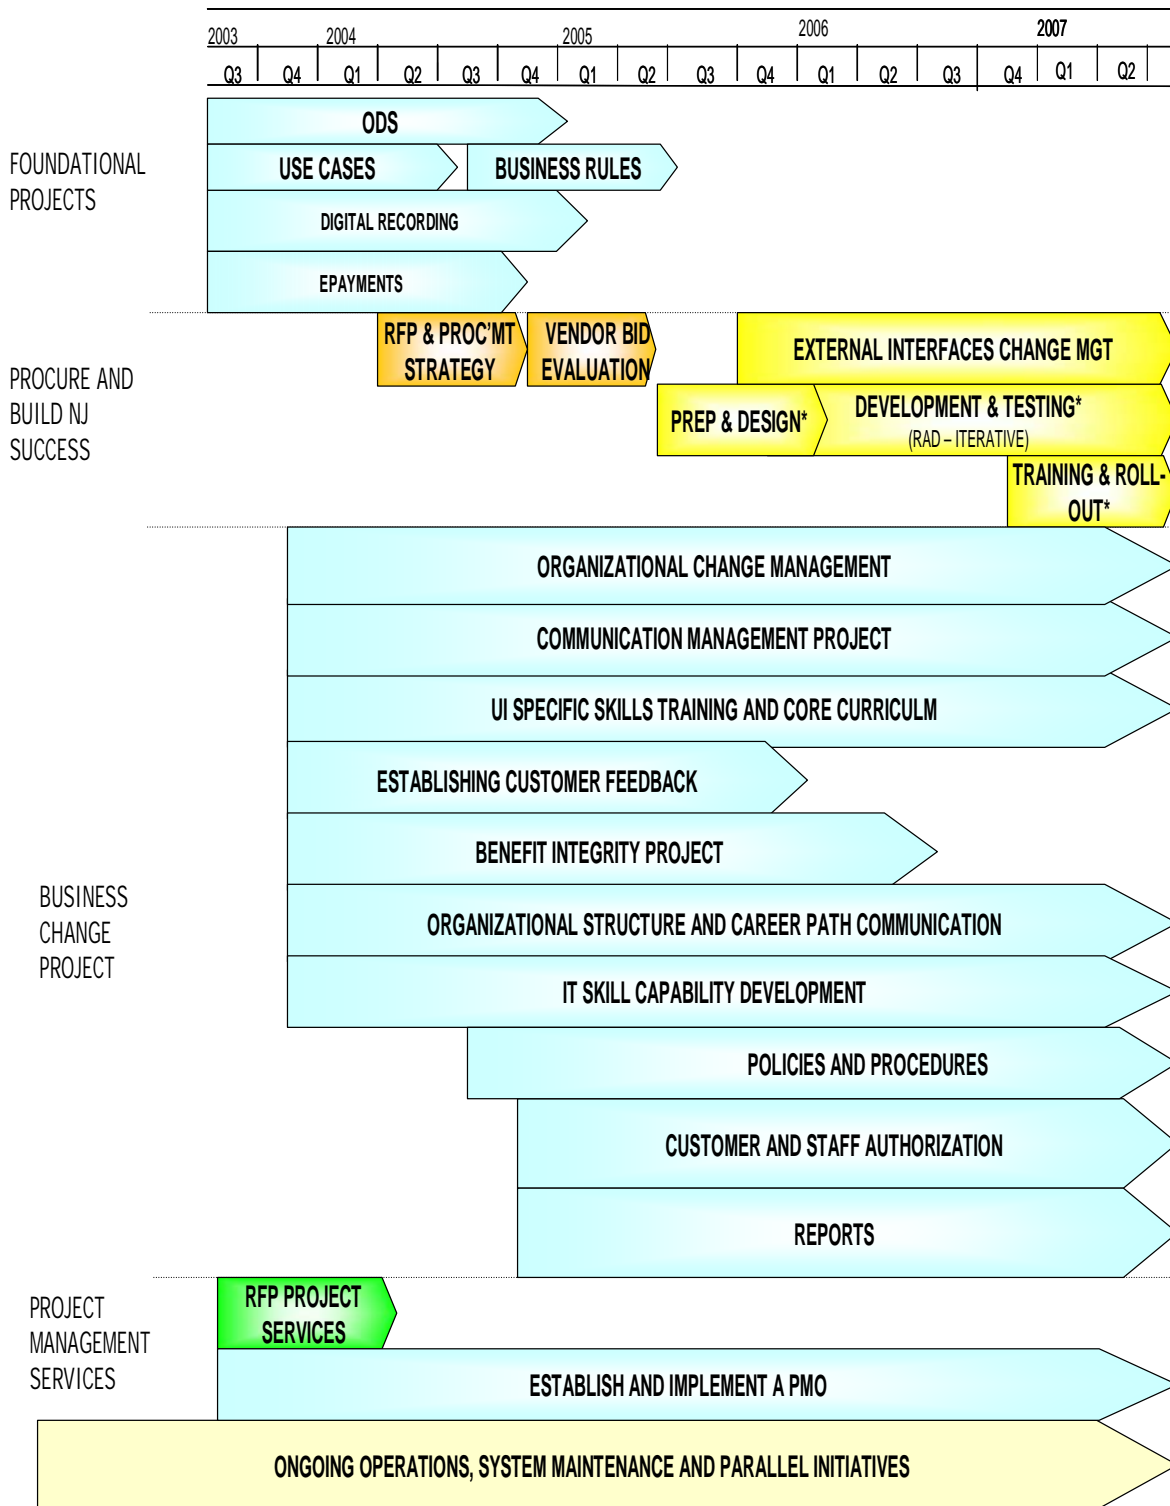 2003 2004 2005 2006 2007
Q3 Q4 Q1 Q2 Q3 Q4 Q1 Q2 Q3 Q4 Q1 Q2 Q3 Q4 Q1 Q2
FOUNDATIONAL
PROJECTS
ODS
USE CASES
BUSINESS RULES
DIGITAL RECORDING
EPAYMENTS
PROCURE AND
BUILD NJ
SUCCESS
RFP & PROC'MT
STRATEGY
VENDOR BID
EVALUATION
EXTERNAL INTERFACES CHANGE MGT
PREP & DESIGN*
DEVELOPMENT & TESTING*
(RAD – ITERATIVE)
TRAINING & ROLL-
OUT*
BUSINESS
CHANGE
PROJECT
ORGANIZATIONAL CHANGE MANAGEMENT
COMMUNICATION MANAGEMENT PROJECT
UI SPECIFIC SKILLS TRAINING AND CORE CURRICULM
ESTABLISHING CUSTOMER FEEDBACK
BENEFIT INTEGRITY PROJECT
ORGANIZATIONAL STRUCTURE AND CAREER PATH COMMUNICATION
IT SKILL CAPABILITY DEVELOPMENT
POLICIES AND PROCEDURES
CUSTOMER AND STAFF AUTHORIZATION
REPORTS
PROJECT
MANAGEMENT
SERVICES
RFP PROJECT
SERVICES
ESTABLISH AND IMPLEMENT A PMO
ONGOING OPERATIONS, SYSTEM MAINTENANCE AND PARALLEL INITIATIVES